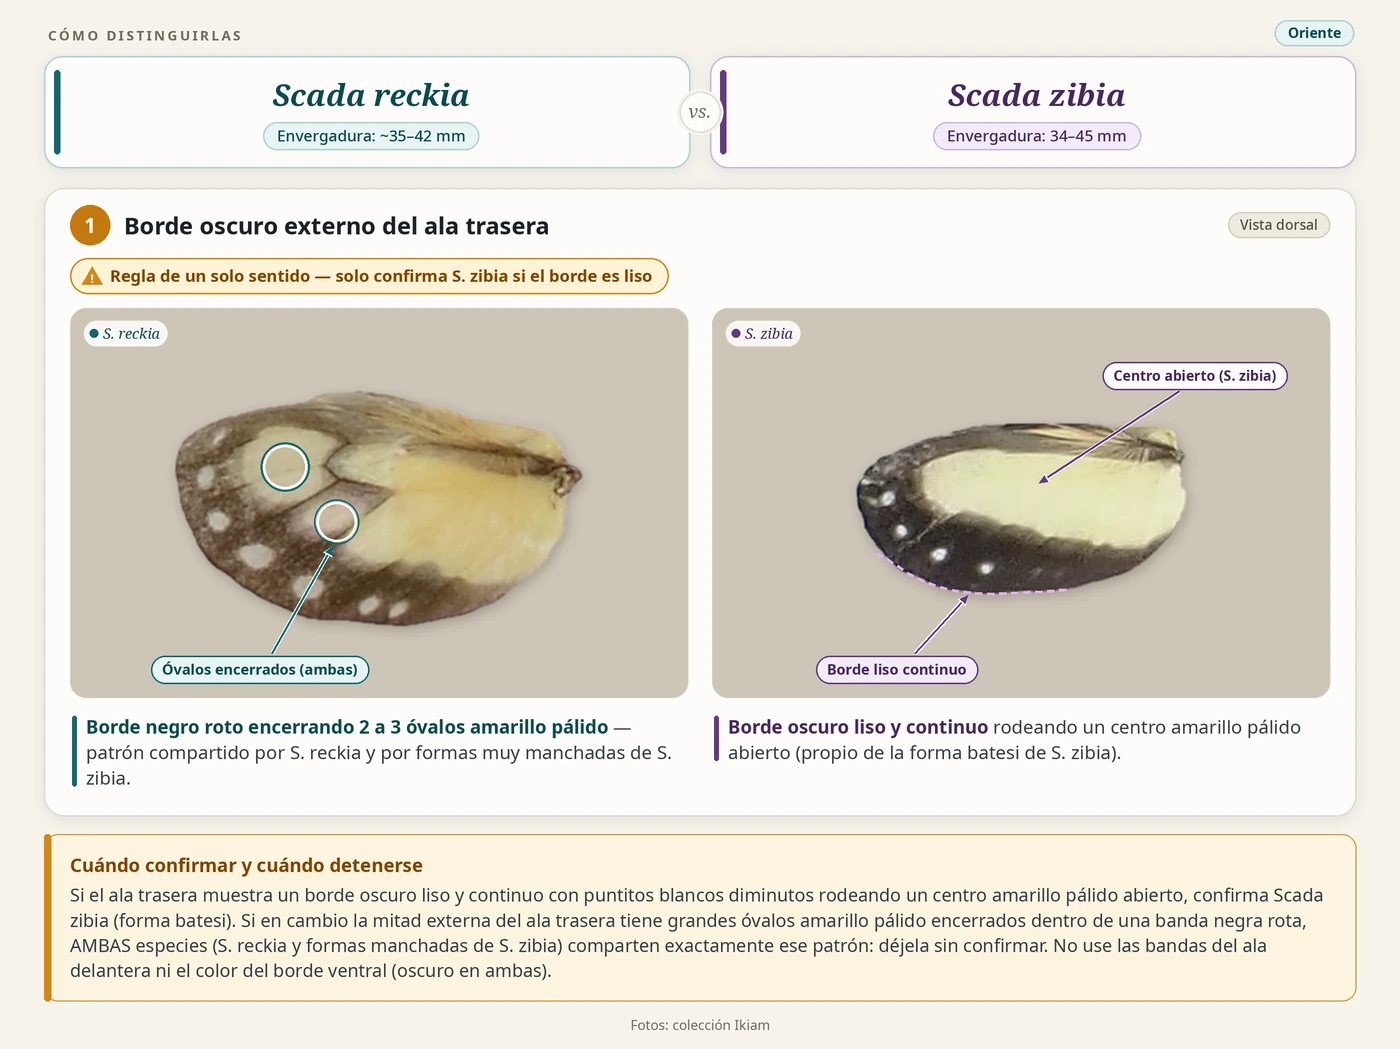 CÓMO DISTINGUIRLAS
Oriente
Scada reckia
Envergadura: ~35–42 mm
vs.
Scada zibia
Envergadura: 34–45 mm
1 Borde oscuro externo del ala trasera
Vista dorsal
Regla de un solo sentido — solo confirma S. zibia si el borde es liso
S. reckia
Óvalos encerrados (ambas)
S. zibia
Centro abierto (S. zibia)
Borde liso continuo
Borde negro roto encerrando 2 a 3 óvalos amarillo pálido —
patrón compartido por S. reckia y por formas muy manchadas de S.
zibia.
Borde oscuro liso y continuo rodeando un centro amarillo pálido
abierto (propio de la forma batesi de S. zibia).
Cuándo confirmar y cuándo detenerse
Si el ala trasera muestra un borde oscuro liso y continuo con puntitos blancos diminutos rodeando un centro amarillo pálido abierto, confirma Scada
zibia (forma batesi). Si en cambio la mitad externa del ala trasera tiene grandes óvalos amarillo pálido encerrados dentro de una banda negra rota,
AMBAS especies (S. reckia y formas manchadas de S. zibia) comparten exactamente ese patrón: déjela sin confirmar. No use las bandas del ala
delantera ni el color del borde ventral (oscuro en ambas).
Fotos: colección Ikiam